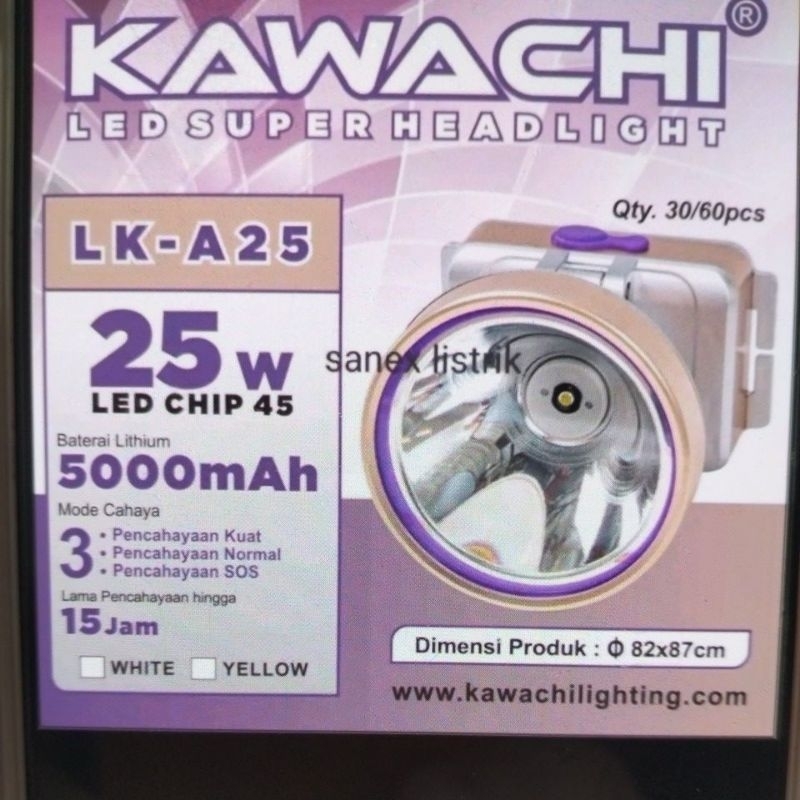 KAWACHI®
LED SUPER HEADLIGHT
LK-A25
Qty. 30/60pcs
25 W
LED CHIP 45
sanex listrik
Baterai Lithium
5000mAh
Mode Cahaya
3
• Pencahayaan Kuat
• Pencahayaan Normal
• Pencahayaan SOS
Lama Pencahayaan hingga
15 Jam
WHITE YELLOW
Dimensi Produk : Φ 82x87cm
www.kawachilighting.com